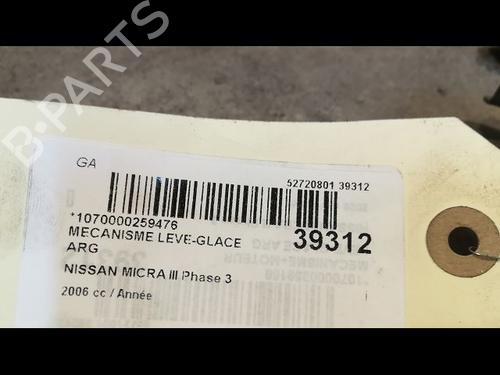 B-PARTS
GA
52720801 39312
*1070000259476
MECANISME LEVE-GLACE
ARG
39312
NISSAN MICRA III Phase 3
2006 cc / Année